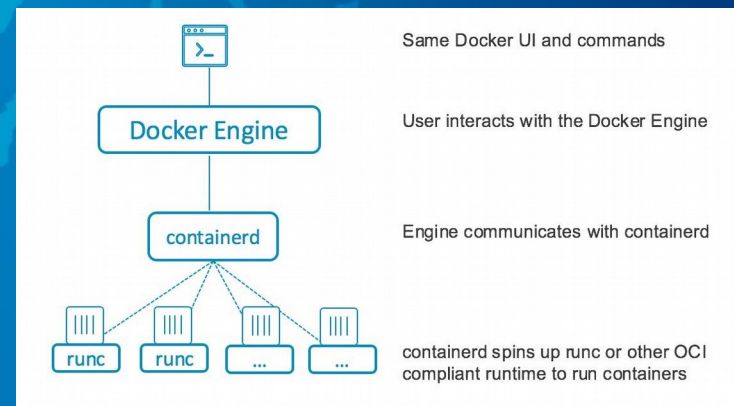 Same Docker UI and commands
Docker Engine
User interacts with the Docker Engine
containerd
Engine communicates with containerd
runc
runc
...
...
containerd spins up runc or other OCI
compliant runtime to run containers